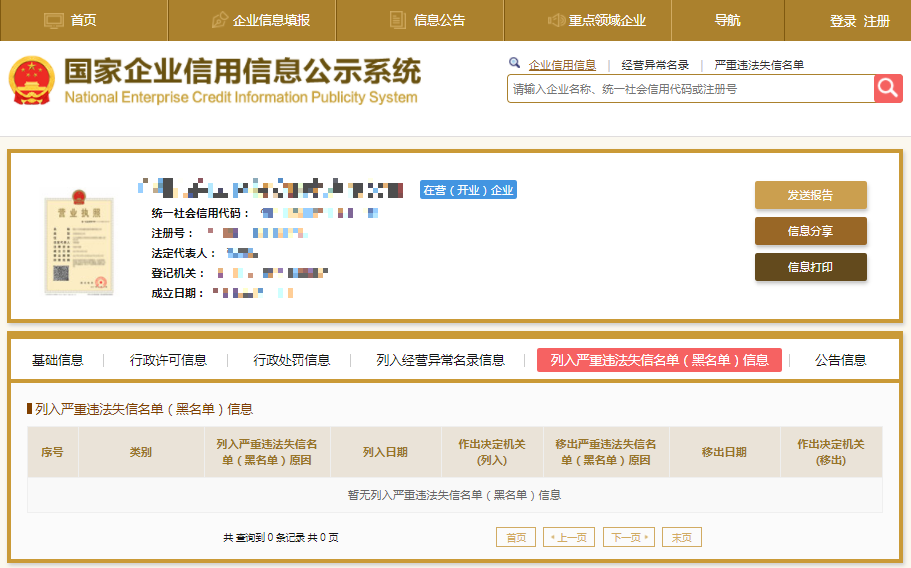 首页 企业信息填报 信息公告 重点领域企业 导航 登录 注册
国家企业信用信息公示系统
National Enterprise Credit Information Publicity System
企业信用信息 | 经营异常名录 | 严重违法失信名单
请输入企业名称、统一社会信用代码或注册号
营业执照
在营（开业）企业
统一社会信用代码：
注册号：
法定代表人：
登记机关：
成立日期：
发送报告
信息分享
信息打印
基础信息 行政许可信息 行政处罚信息 列入经营异常名录信息 列入严重违法失信名单（黑名单）信息 公告信息
列入严重违法失信名单（黑名单）信息
序号 类别 列入严重违法失信名单（黑名单）原因 列入日期 作出决定机关(列入) 移出严重违法失信名单（黑名单）原因 移出日期 作出决定机关(移出)
暂无列入严重违法失信名单（黑名单）信息
共 查询到 0 条记录 共 0 页 首页 上一页 下一页 末页